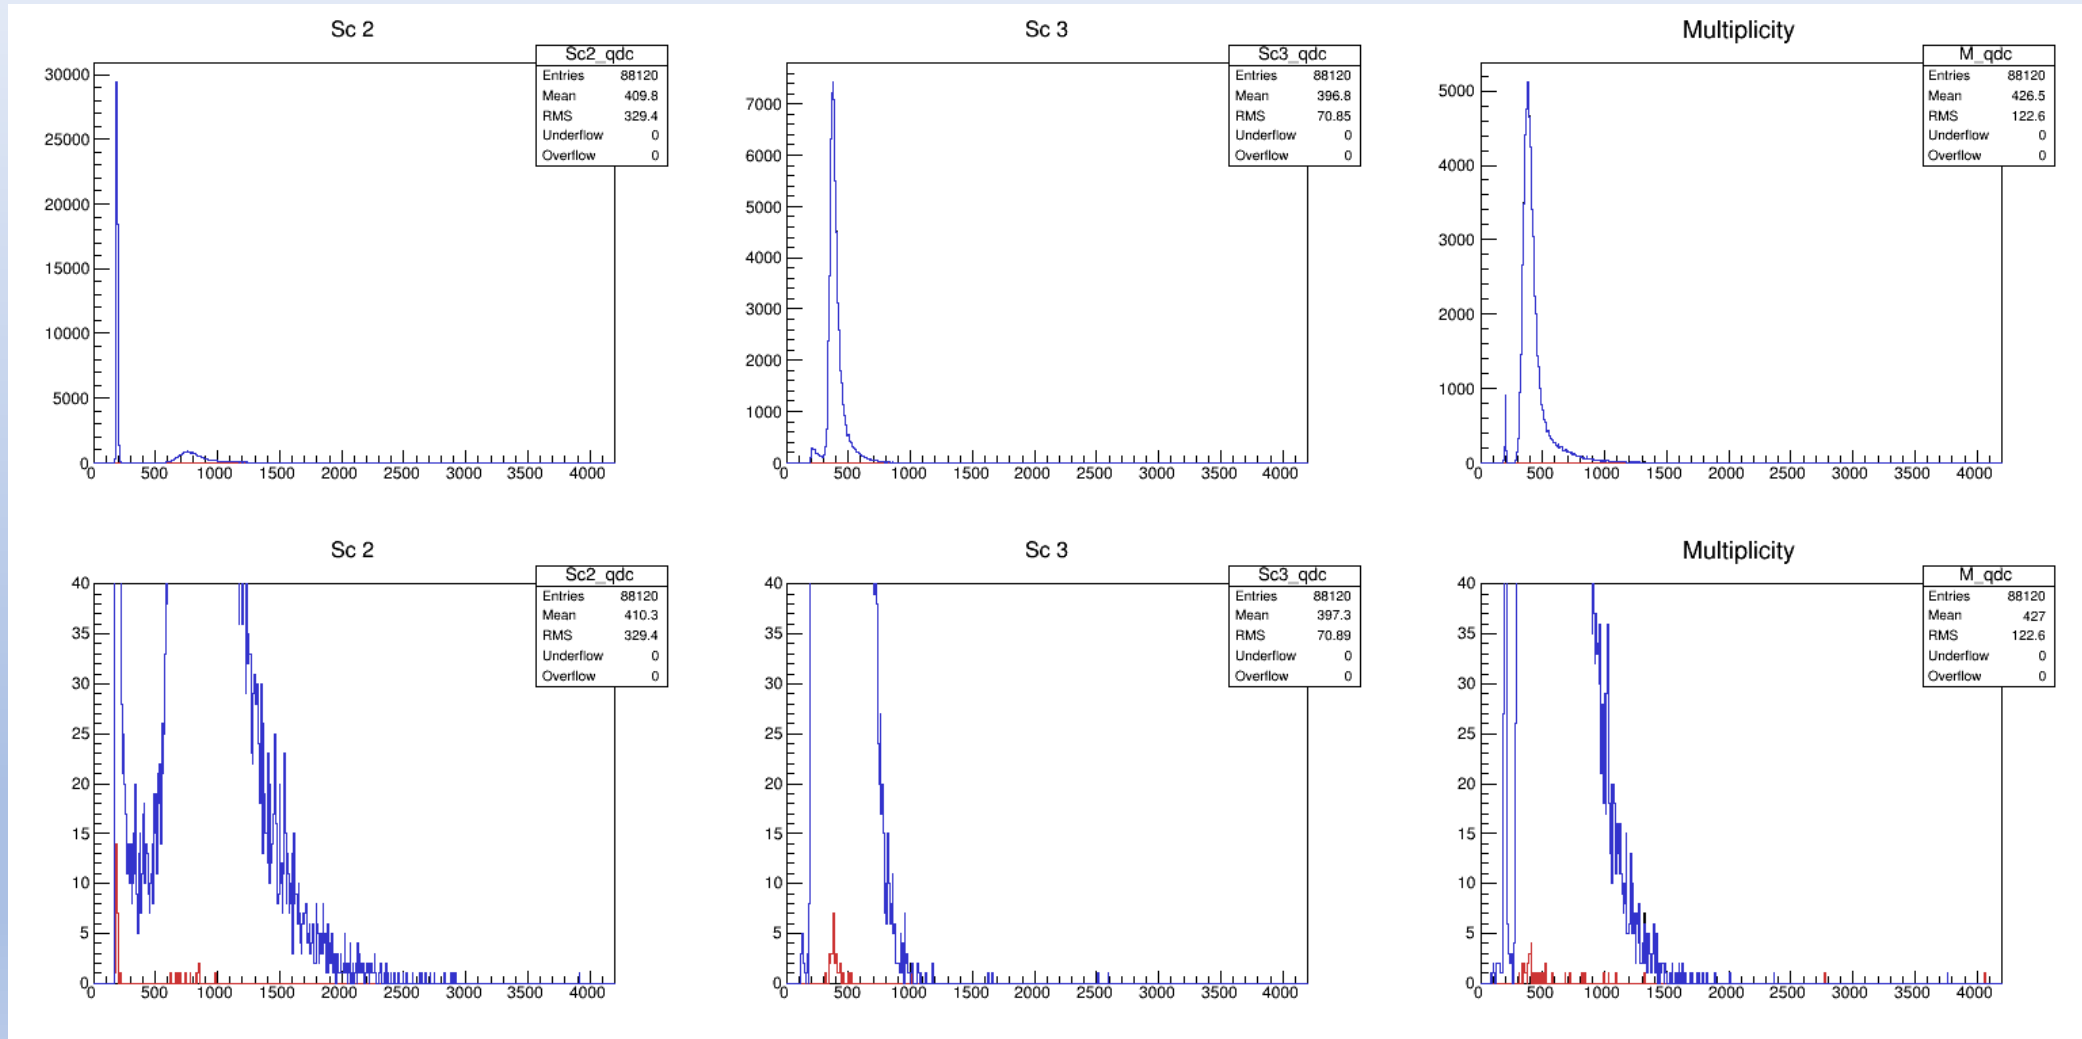 Sc 2
Sc2_qdc
Entries 88120
Mean 409.8
RMS 329.4
Underflow 0
Overflow 0
30000
25000
20000
15000
10000
5000
0
0 500 1000 1500 2000 2500 3000 3500 4000
Sc 3
Sc3_qdc
Entries 88120
Mean 396.8
RMS 70.85
Underflow 0
Overflow 0
7000
6000
5000
4000
3000
2000
1000
0
0 500 1000 1500 2000 2500 3000 3500 4000
Multiplicity
M_qdc
Entries 88120
Mean 426.5
RMS 122.6
Underflow 0
Overflow 0
5000
4000
3000
2000
1000
0
0 500 1000 1500 2000 2500 3000 3500 4000
Sc 2
Sc2_qdc
Entries 88120
Mean 410.3
RMS 329.4
Underflow 0
Overflow 0
40
35
30
25
20
15
10
5
0
0 500 1000 1500 2000 2500 3000 3500 4000
Sc 3
Sc3_qdc
Entries 88120
Mean 397.3
RMS 70.89
Underflow 0
Overflow 0
40
35
30
25
20
15
10
5
0
0 500 1000 1500 2000 2500 3000 3500 4000
Multiplicity
M_qdc
Entries 88120
Mean 427
RMS 122.6
Underflow 0
Overflow 0
40
35
30
25
20
15
10
5
0
0 500 1000 1500 2000 2500 3000 3500 4000